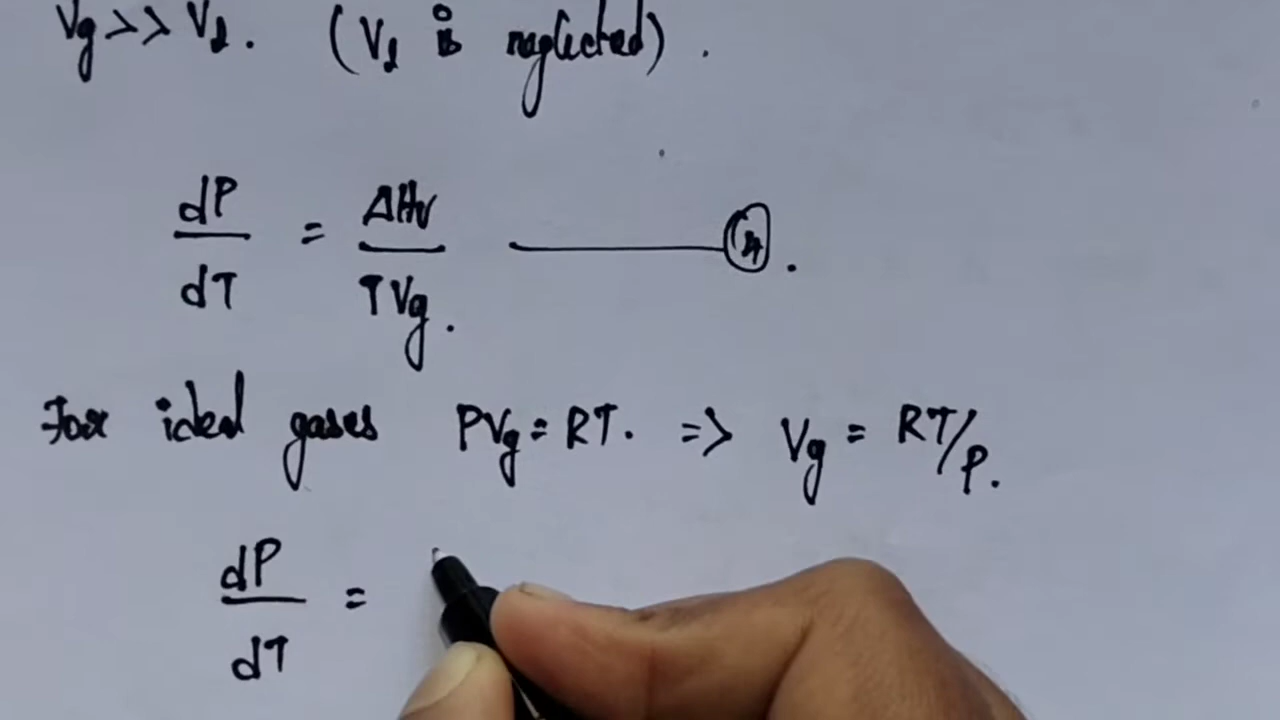 Vg >> Vl. (Vl is neglected).
dP/dT = ΔHv/TVg. ——— (4).
For ideal gases PVg = RT. => Vg = RT/P.
dP/dT =